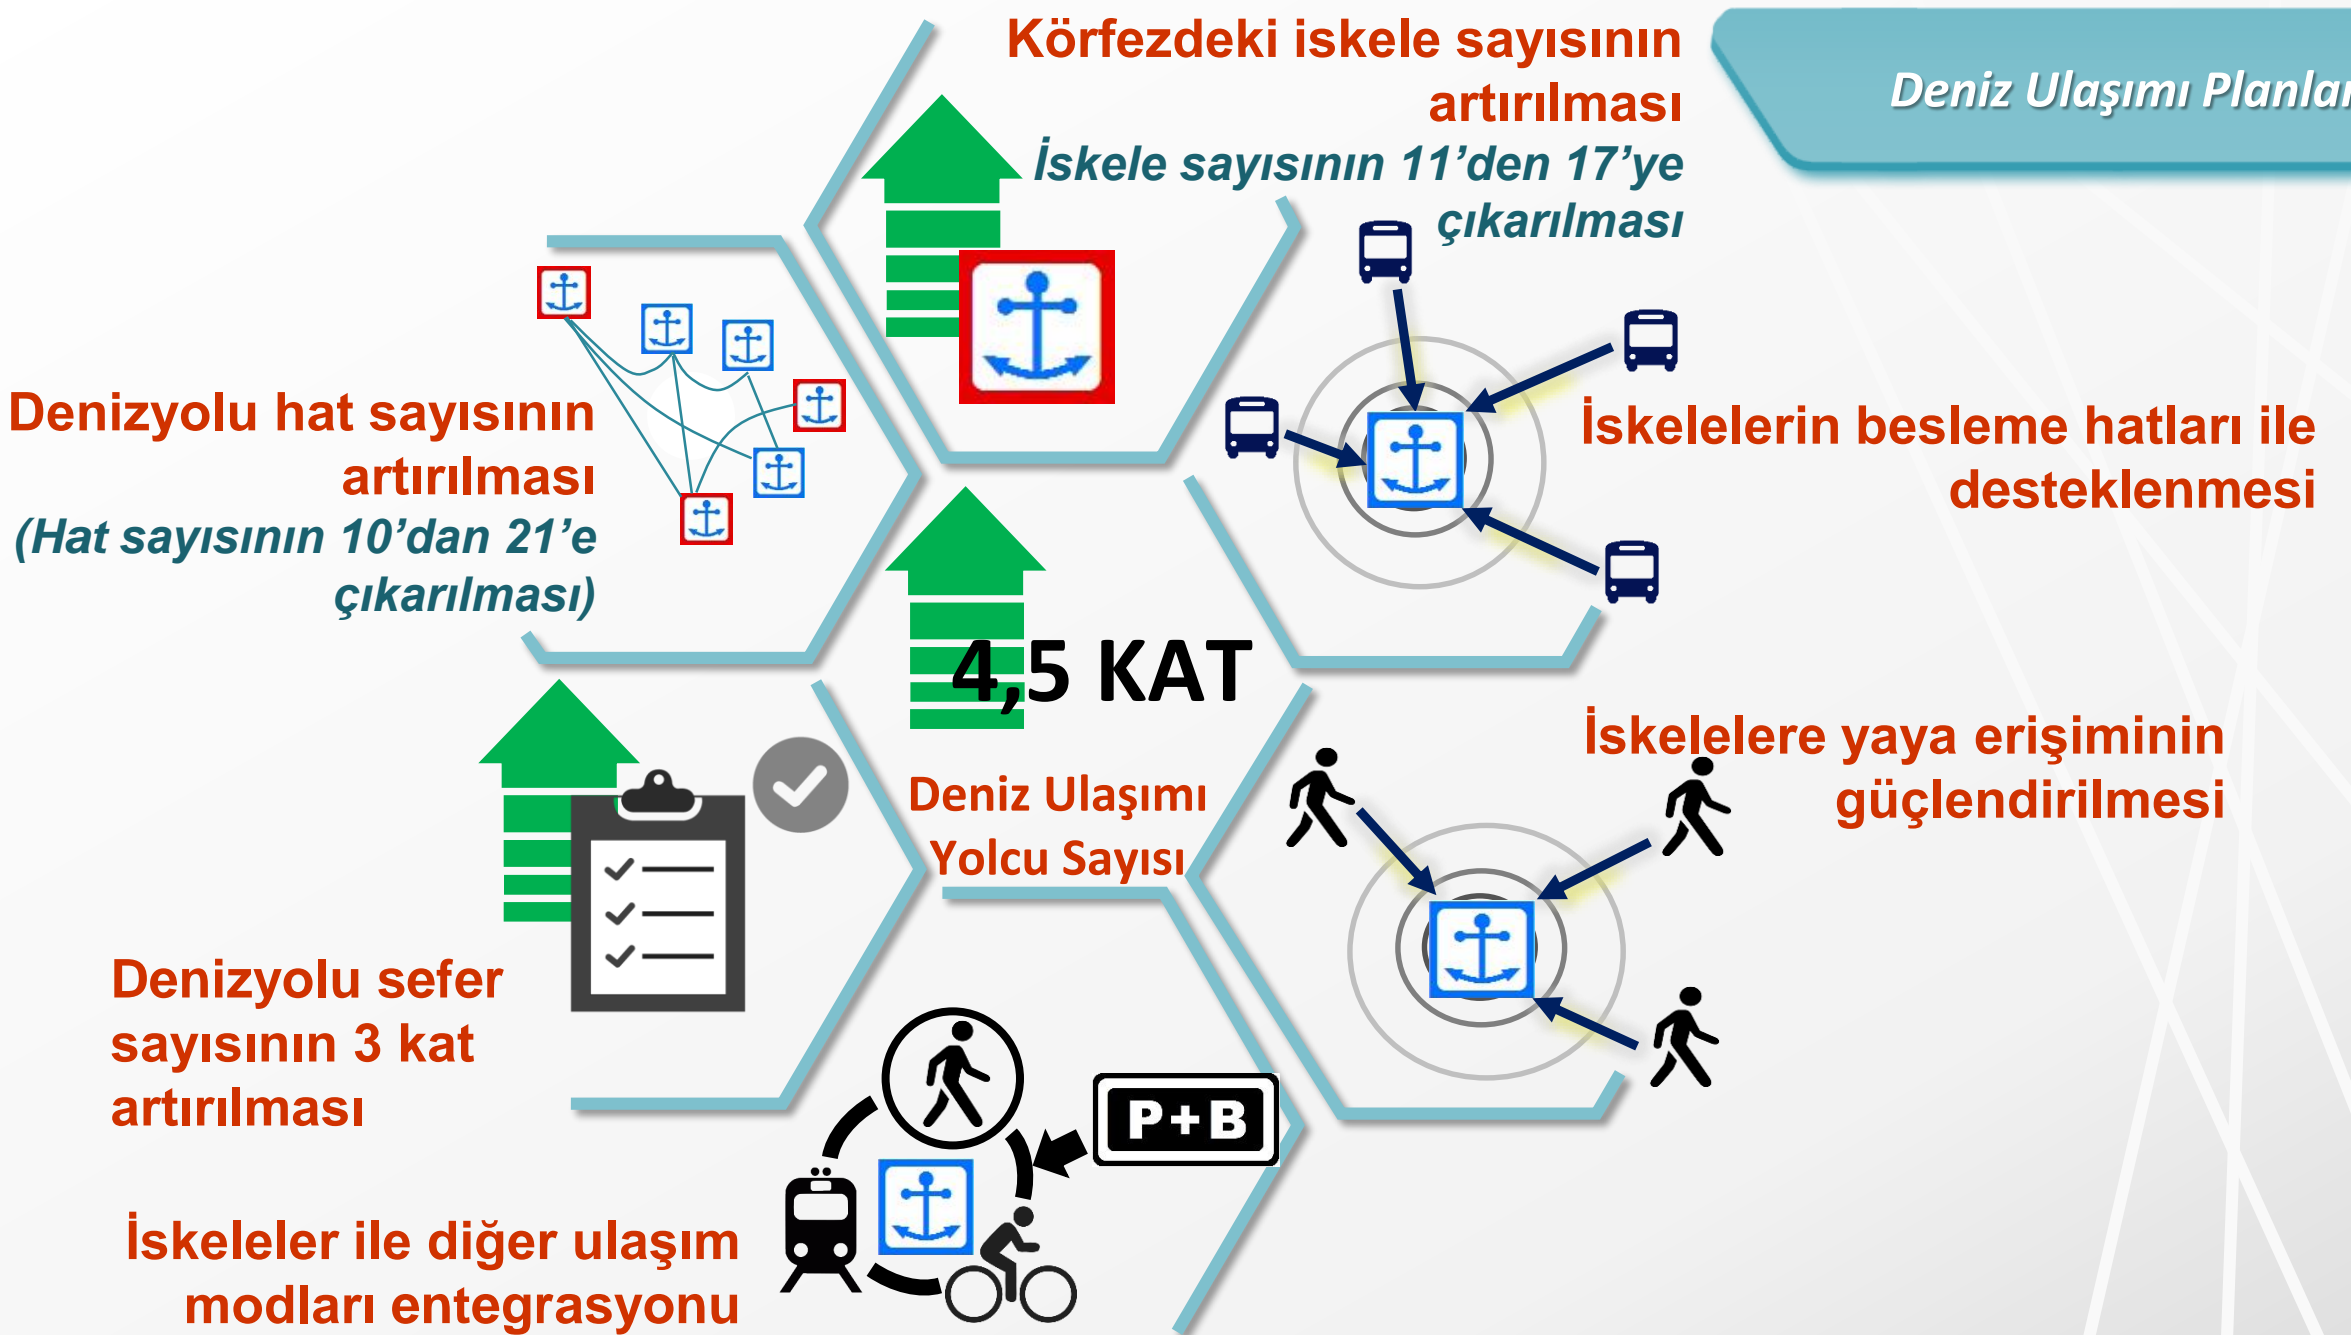 Deniz Ulaşımı Planlar
Körfezdeki iskele sayısının
artırılması
İskele sayısının 11’den 17’ye
çıkarılması
Denizyolu hat sayısının
artırılması
(Hat sayısının 10’dan 21’e
çıkarılması)
İskelelerin besleme hatları ile
desteklenmesi
4,5 KAT
Deniz Ulaşımı
Yolcu Sayısı
İskelelere yaya erişiminin
güçlendirilmesi
Denizyolu sefer
sayısının 3 kat
artırılması
P+B
İskeleler ile diğer ulaşım
modları entegrasyonu